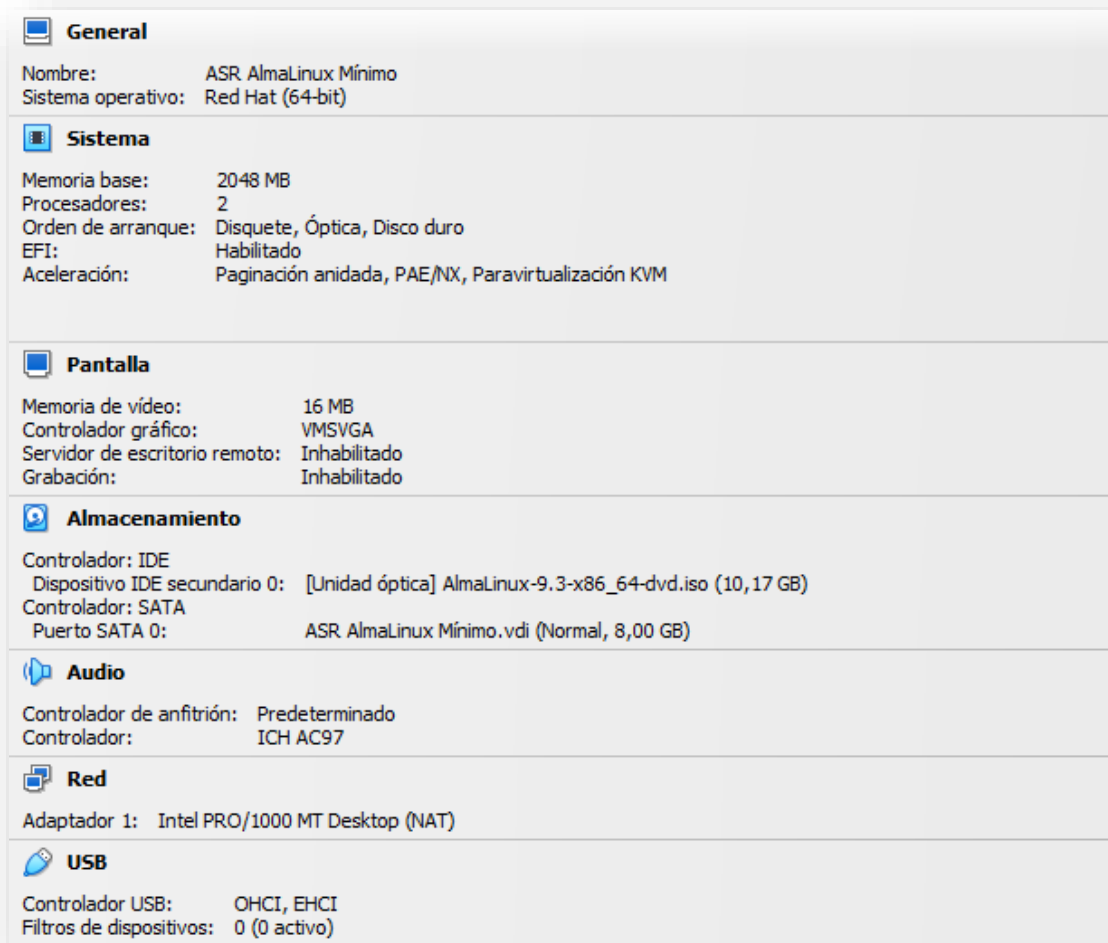 General
Nombre: ASR AlmaLinux Mínimo
Sistema operativo: Red Hat (64-bit)
Sistema
Memoria base: 2048 MB
Procesadores: 2
Orden de arranque: Disquete, Óptica, Disco duro
EFI: Habilitado
Aceleración: Paginación anidada, PAE/NX, Paravirtualización KVM
Pantalla
Memoria de vídeo: 16 MB
Controlador gráfico: VMSVGA
Servidor de escritorio remoto: Inhabilitado
Grabación: Inhabilitado
Almacenamiento
Controlador: IDE
Dispositivo IDE secundario 0: [Unidad óptica] AlmaLinux-9.3-x86_64-dvd.iso (10,17 GB)
Controlador: SATA
Puerto SATA 0: ASR AlmaLinux Mínimo.vdi (Normal, 8,00 GB)
Audio
Controlador de anfitrión: Predeterminado
Controlador: ICH AC97
Red
Adaptador 1: Intel PRO/1000 MT Desktop (NAT)
USB
Controlador USB: OHCI, EHCI
Filtros de dispositivos: 0 (0 activo)